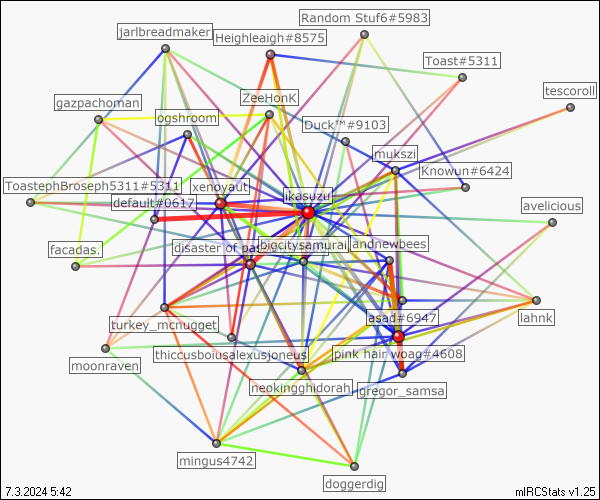 Random Stuf6#5983
jarlbreadmaker
Heighleigh#8575
Toast#5311
tescoroll
ZeeHonk
gazpachoman
ogshroom
Duck™#9103
mukszi
Knowun#6424
ToastephBroseph5311#5311
xenoyaut
ikasuzu
default#0617
avelicious
facadas.
disaster of pas
bigcitysamurai
andnewbees
turkey_mcnugget
asad#6947
lahnk
thiccusboiusalexusjoneus
pink hair woag#4608
moonraven
neokingghidorah
gregor_samsa
mingus4742
doggerdig
7.3.2024 5:42
mIRCStats v1.25